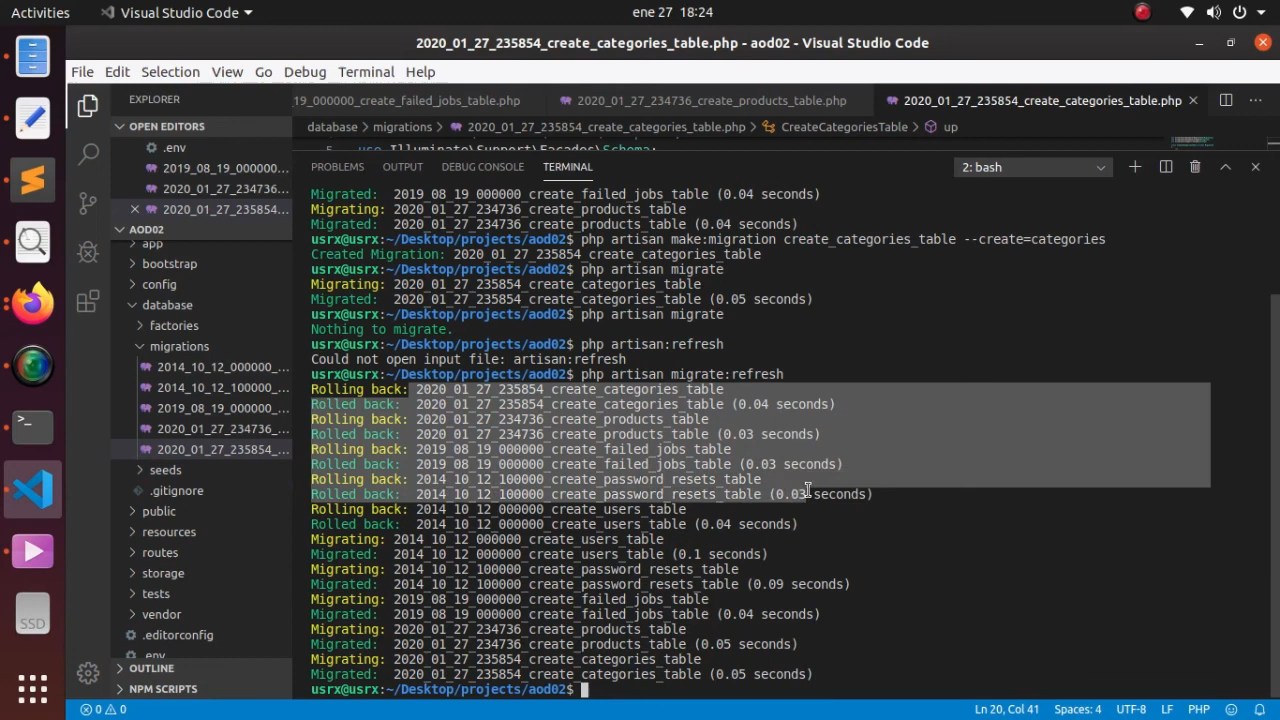 Activities
Visual Studio Code
ene 27 18:24
2020_01_27_235854_create_categories_table.php - aod02 - Visual Studio Code
File Edit Selection View Go Debug Terminal Help
EXPLORER
19_000000_create_failed_jobs_table.php
2020_01_27_234736_create_products_table.php
2020_01_27_235854_create_categories_table.php
OPEN EDITORS
.env
2019_08_19_000000...
2020_01_27_234736...
2020_01_27_235854...
AOD02
app
bootstrap
config
database
factories
migrations
2014_10_12_000000_...
2014_10_12_100000_...
2019_08_19_000000_...
2020_01_27_234736_...
2020_01_27_235854_...
seeds
.gitignore
public
resources
routes
storage
tests
vendor
.editorconfig
.env
OUTLINE
NPM SCRIPTS
database > migrations > 2020_01_27_235854_create_categories_table.php > CreateCategoriesTable > up
5 use Illuminate\Support\Facades\Schema;
PROBLEMS OUTPUT DEBUG CONSOLE TERMINAL
2: bash
Migrated: 2019_08_19_000000_create_failed_jobs_table (0.04 seconds)
Migrating: 2020_01_27_234736_create_products_table
Migrated: 2020_01_27_234736_create_products_table (0.04 seconds)
usrx@usrx:~/Desktop/projects/aod02$ php artisan make:migration create_categories_table --create=categories
Created Migration: 2020_01_27_235854_create_categories_table
usrx@usrx:~/Desktop/projects/aod02$ php artisan migrate
Migrating: 2020_01_27_235854_create_categories_table
Migrated: 2020_01_27_235854_create_categories_table (0.05 seconds)
usrx@usrx:~/Desktop/projects/aod02$ php artisan migrate
Nothing to migrate.
usrx@usrx:~/Desktop/projects/aod02$ php artisan:refresh
Could not open input file: artisan:refresh
usrx@usrx:~/Desktop/projects/aod02$ php artisan migrate:refresh
Rolling back: 2020_01_27_235854_create_categories_table
Rolled back: 2020_01_27_235854_create_categories_table (0.04 seconds)
Rolling back: 2020_01_27_234736_create_products_table
Rolled back: 2020_01_27_234736_create_products_table (0.03 seconds)
Rolling back: 2019_08_19_000000_create_failed_jobs_table
Rolled back: 2019_08_19_000000_create_failed_jobs_table (0.03 seconds)
Rolling back: 2014_10_12_100000_create_password_resets_table
Rolled back: 2014_10_12_100000_create_password_resets_table (0.03 seconds)
Rolling back: 2014_10_12_000000_create_users_table
Rolled back: 2014_10_12_000000_create_users_table (0.04 seconds)
Migrating: 2014_10_12_000000_create_users_table
Migrated: 2014_10_12_000000_create_users_table (0.1 seconds)
Migrating: 2014_10_12_100000_create_password_resets_table
Migrated: 2014_10_12_100000_create_password_resets_table (0.09 seconds)
Migrating: 2019_08_19_000000_create_failed_jobs_table
Migrated: 2019_08_19_000000_create_failed_jobs_table (0.04 seconds)
Migrating: 2020_01_27_234736_create_products_table
Migrated: 2020_01_27_234736_create_products_table (0.05 seconds)
Migrating: 2020_01_27_235854_create_categories_table
Migrated: 2020_01_27_235854_create_categories_table (0.05 seconds)
usrx@usrx:~/Desktop/projects/aod02$
SSD
0 0
Ln 20, Col 41 Spaces: 4 UTF-8 LF PHP